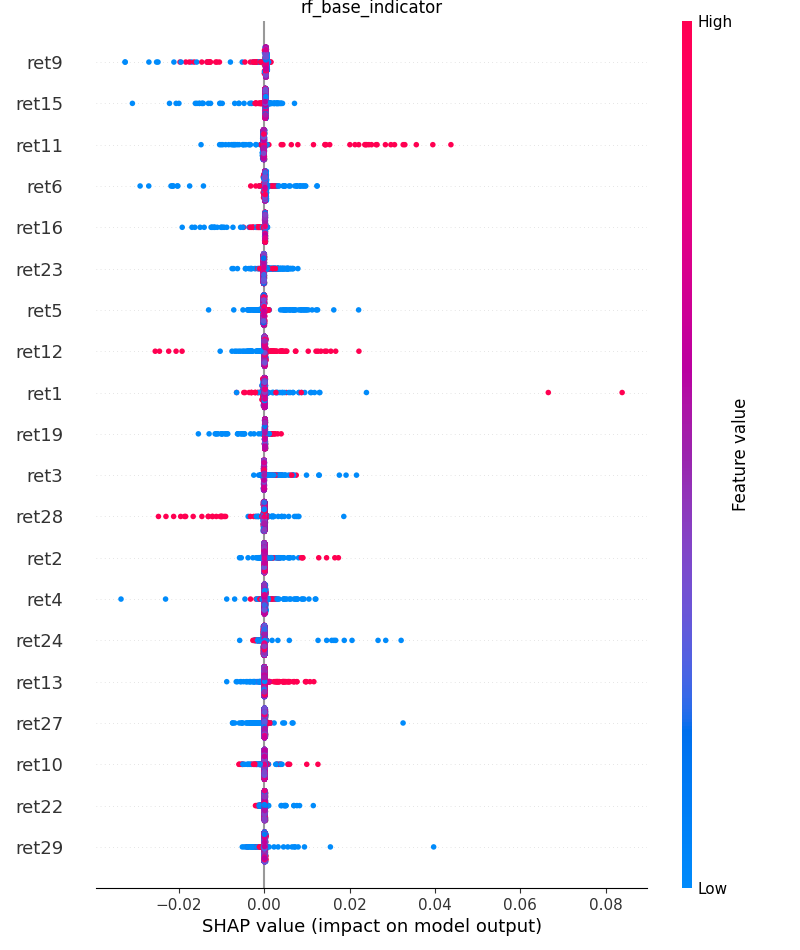 rf_base_indicator
High
ret9
ret15
ret11
ret6
ret16
ret23
ret5
ret12
ret1
ret19
ret3
ret28
ret2
ret4
ret24
ret13
ret27
ret10
ret22
ret29
Feature value
Low
−0.02 0.00 0.02 0.04 0.06 0.08
SHAP value (impact on model output)